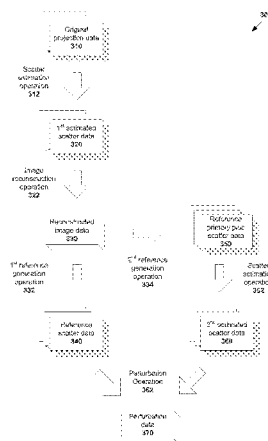 30
Original
projection data
310
Scatter
estimation
operation
312
1st estimated
scatter data
320
Image
reconstruction
operation
322
Reconstructed
image data
330
Reference
primary plus
scatter data
350
1st reference
generation
operation
332
2nd reference
generation
operation
334
Scatter
estimation
operation
352
Reference
scatter data
340
2nd estimated
scatter data
360
Perturbation
Operation
362
Perturbation
data
370